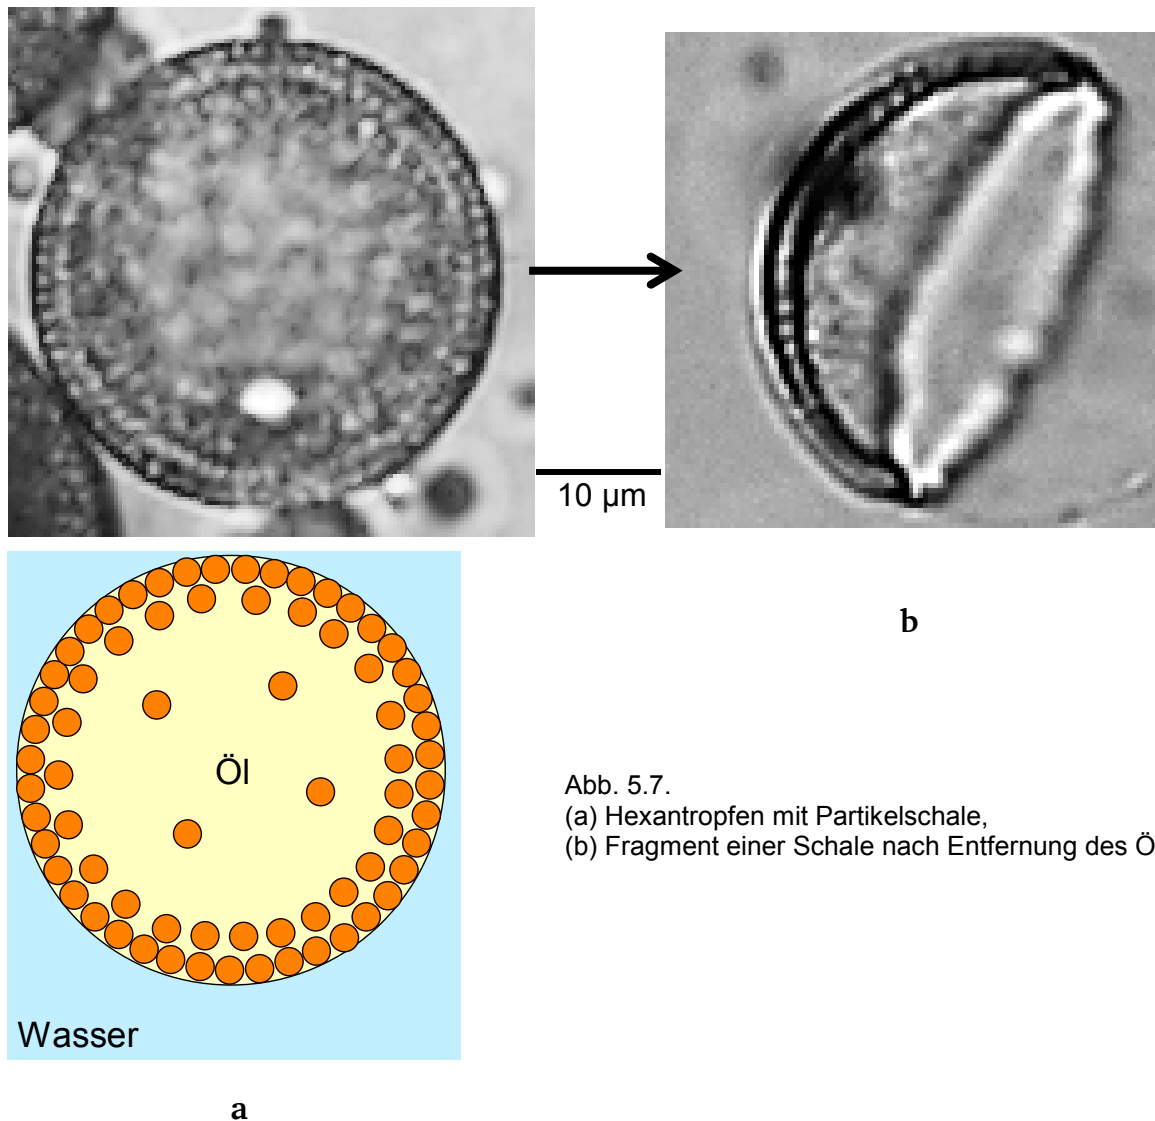 10 µm
b
Öl
Abb. 5.7.
(a) Hexantropfen mit Partikelschale,
(b) Fragment einer Schale nach Entfernung des Ö
Wasser
a